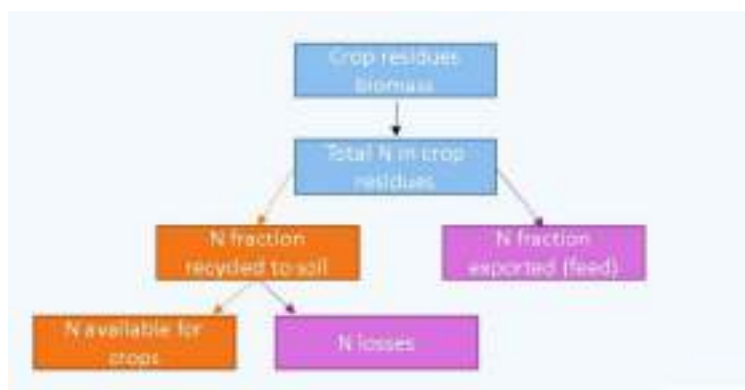 Crop residues
biomass
Total N in crop
residues
N fraction
recycled to soil
N fraction
exported (feed)
N available for
crops
N losses